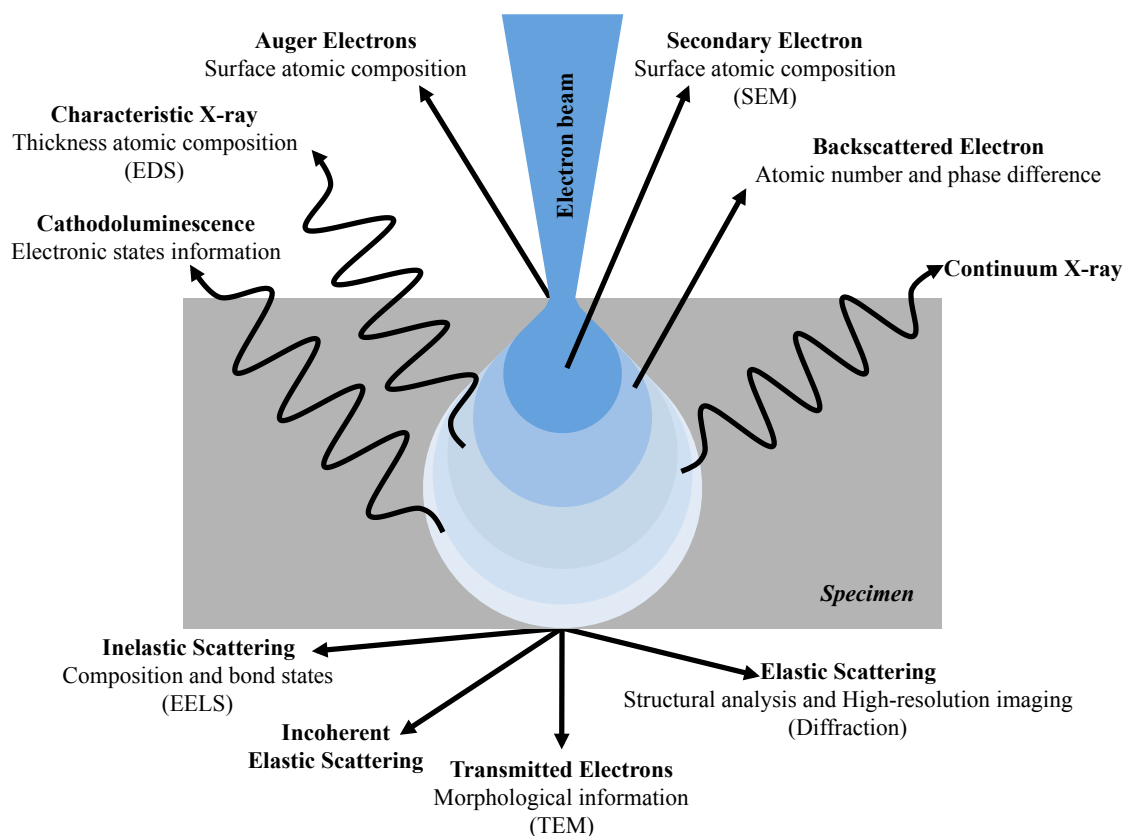 Auger Electrons
Surface atomic composition
Secondary Electron
Surface atomic composition
(SEM)
Characteristic X-ray
Thickness atomic composition
(EDS)
Electron beam
Backscattered Electron
Atomic number and phase difference
Cathodoluminescence
Electronic states information
Continuum X-ray
Specimen
Inelastic Scattering
Composition and bond states
(EELS)
Elastic Scattering
Structural analysis and High-resolution imaging
(Diffraction)
Incoherent
Elastic Scattering
Transmitted Electrons
Morphological information
(TEM)